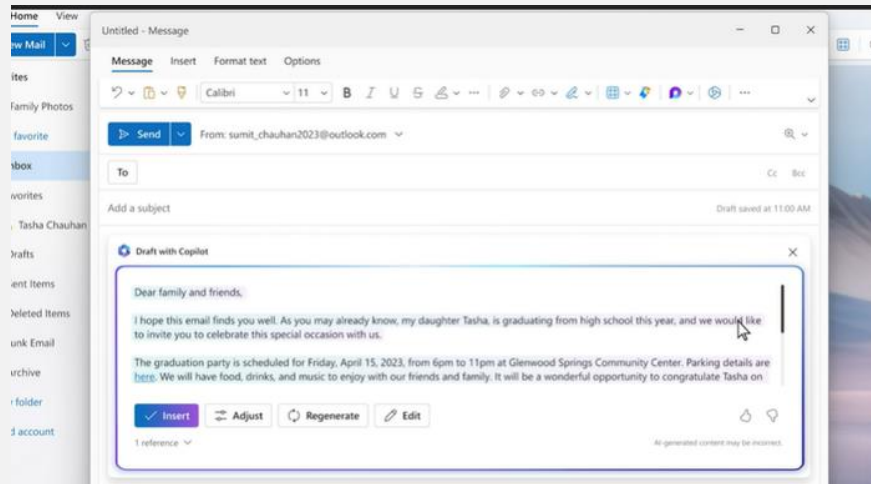 Home View
Untitled - Message
Message Insert Format text Options
ew Mail
Calibri 11 B I U S
ites
Family Photos
favorite
Send From: sumit_chauhan2023@outlook.com
nbox
To Cc Bcc
vorites
Add a subject Draft saved at 11:00 AM
Tasha Chauhan
Drafts
Draft with Copilot
ent Items
Dear family and friends,
Deleted Items
I hope this email finds you well. As you may already know, my daughter Tasha, is graduating from high school this year, and we would like
to invite you to celebrate this special occasion with us.
unk Email
The graduation party is scheduled for Friday, April 15, 2023, from 6pm to 11pm at Glenwood Springs Community Center. Parking details are
here. We will have food, drinks, and music to enjoy with our friends and family. It will be a wonderful opportunity to congratulate Tasha on
rchive
folder
Insert Adjust Regenerate Edit
d account
1 reference AI-generated content may be incorrect.